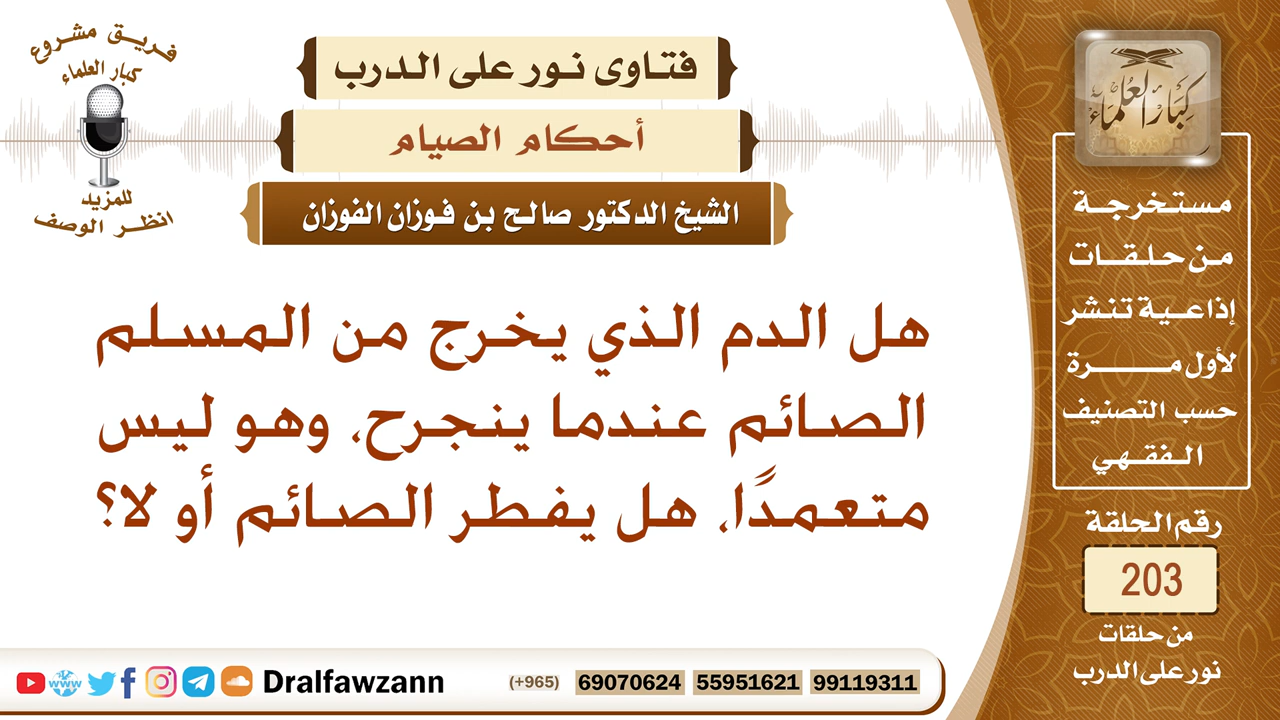 فريق مشروع
كبار العلماء
للمزيد
انظر الوصف
فتاوى نور على الدرب
أحكام الصيام
الشيخ الدكتور صالح بن فوزان الفوزان
هل الدم الذي يخرج من المسلم
الصائم عندما ينجرح، وهو ليس
متعمدًا، هل يفطر الصائم أو لا؟
كبار العلماء
مستخرجة
من حلقات
إذاعية تنشر
لأول مرة
حسب التصنيف
الفقهي
رقم الحلقة
203
من حلقات
نور على الدرب
www Dralfawzann (+965) 69070624 55951621 99119311